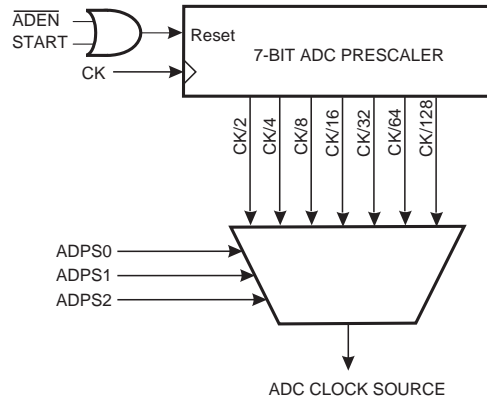 ADEN
START
Reset
7-BIT ADC PRESCALER
CK
CK/2
CK/4
CK/8
CK/16
CK/32
CK/64
CK/128
ADPS0
ADPS1
ADPS2
ADC CLOCK SOURCE